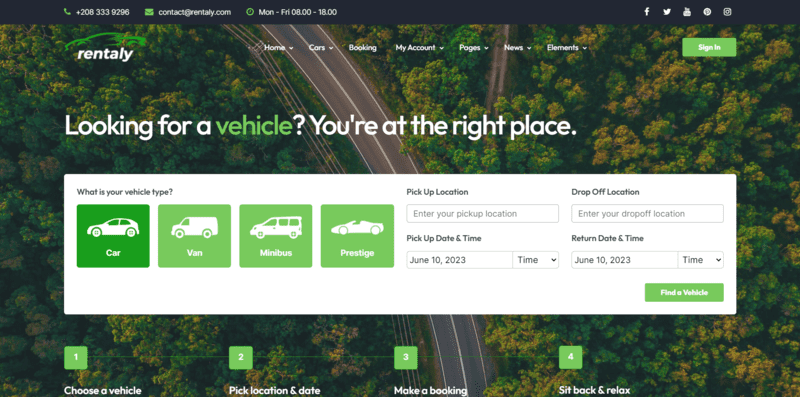 +208 333 9296
contact@rentaly.com
Mon - Fri 08.00 - 18.00
rentaly
Home
Cars
Booking
My Account
Pages
News
Elements
Sign In
Looking for a vehicle? You're at the right place.
What is your vehicle type?
Car
Van
Minibus
Prestige
Pick Up Location
Enter your pickup location
Drop Off Location
Enter your dropoff location
Pick Up Date & Time
June 10, 2023
Time
Return Date & Time
June 10, 2023
Time
Find a Vehicle
1
2
3
4
Choose a vehicle
Pick location & date
Make a booking
Sit back & relax